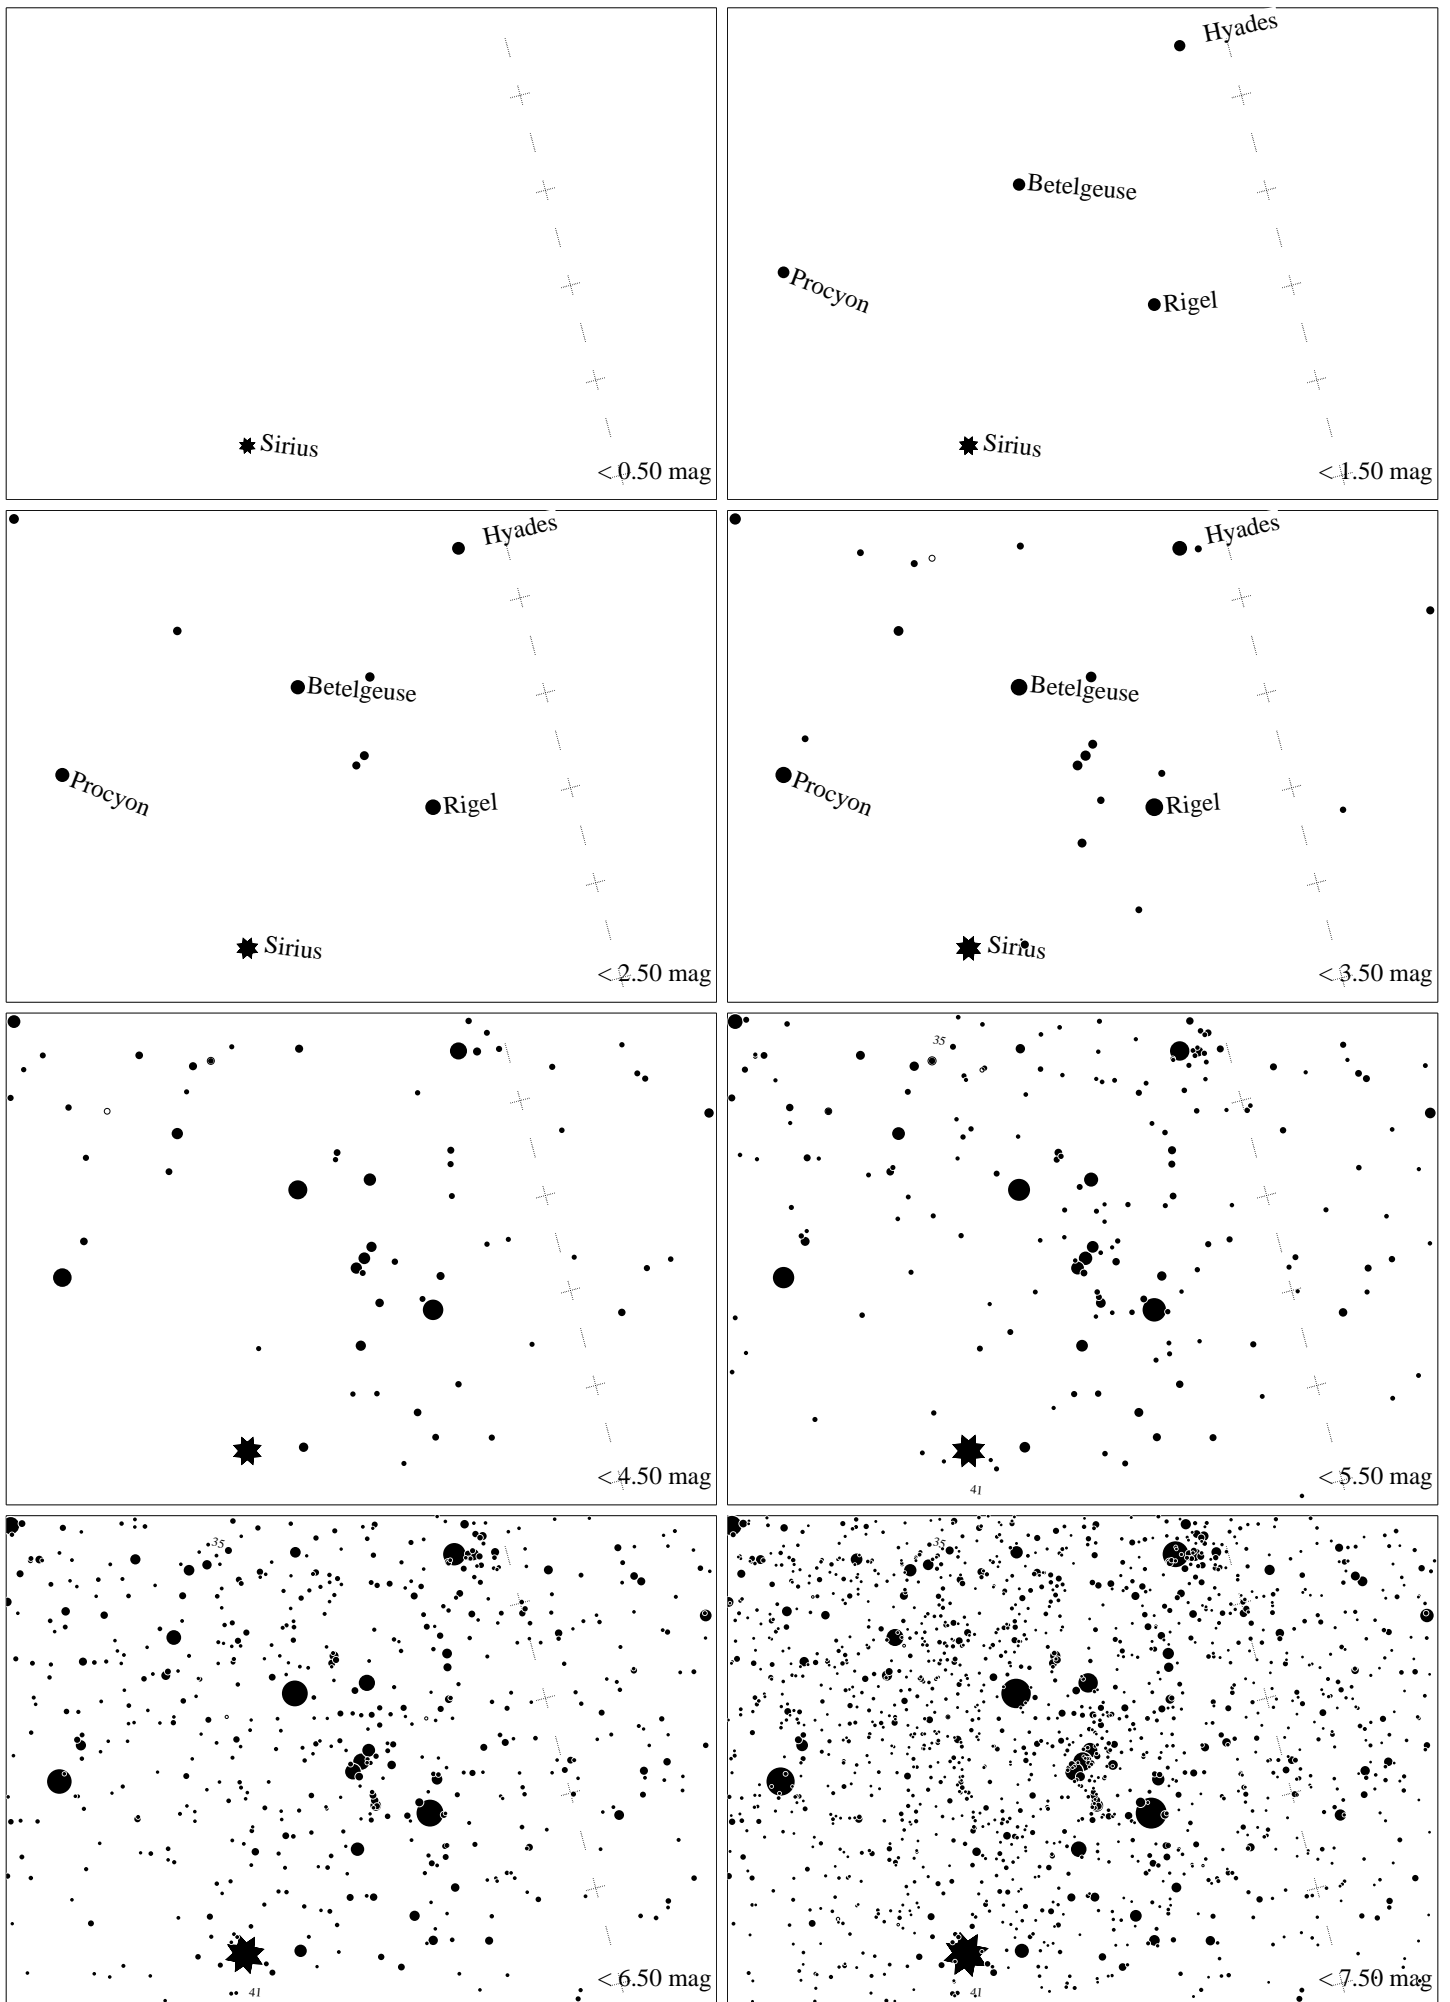 Sirius
< 0.50 mag
Hyades
Betelgeuse
Procyon
Rigel
Sirius
< 1.50 mag
Hyades
Betelgeuse
Procyon
Rigel
Sirius
< 2.50 mag
Hyades
Betelgeuse
Procyon
Rigel
Sirius
< 3.50 mag
< 4.50 mag
35
41
< 5.50 mag
35
41
< 6.50 mag
35
41
< 7.50 mag